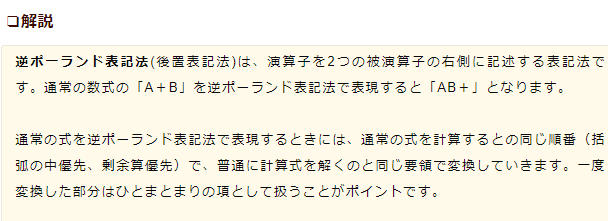 ❏解説
逆ポーランド表記法(後置表記法)は、演算子を2つの被演算子の右側に記述する表記法で
す。通常の数式の「A＋B」を逆ポーランド表記法で表現すると「AB＋」となります。
通常の式を逆ポーランド表記法で表現するときには、通常の式を計算するとの同じ順番（括
弧の中優先、剰余算優先）で、普通に計算式を解くのと同じ要領で変換していきます。一度
変換した部分はひとまとまりの項として扱うことがポイントです。